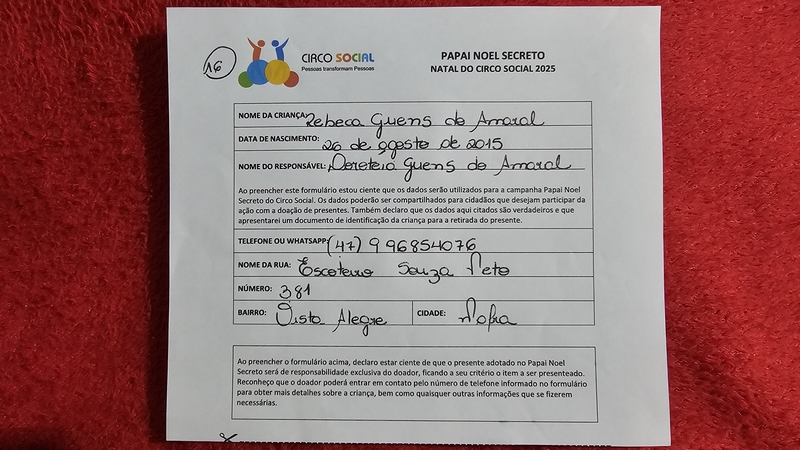 16
CIRCO SOCIAL
Pessoas transformam Pessoas
PAPAI NOEL SECRETO
NATAL DO CIRCO SOCIAL 2025
NOME DA CRIANÇA: Rebeca Guens do Amaral
DATA DE NASCIMENTO: 26 de agosto de 2015
NOME DO RESPONSÁVEL: Doroteia Guens do Amaral
Ao preencher este formulário estou ciente que os dados serão utilizados para a campanha Papai Noel
Secreto do Circo Social. Os dados poderão ser compartilhados para cidadãos que desejam participar da
ação com a doação de presentes. Também declaro que os dados aqui citados são verdadeiros e que
apresentarei um documento de identificação da criança para a retirada do presente.
TELEFONE OU WHATSAPP: (47) 9 96854076
NOME DA RUA: Escoteiro Souza Neto
NÚMERO: 381
BAIRRO: Vista Alegre CIDADE: Mafra
Ao preencher o formulário acima, declaro estar ciente de que o presente adotado no Papai Noel
Secreto será de responsabilidade exclusiva do doador, ficando a seu critério o item a ser presenteado.
Reconheço que o doador poderá entrar em contato pelo número de telefone informado no formulário
para obter mais detalhes sobre a criança, bem como quaisquer outras informações que se fizerem
necessárias.